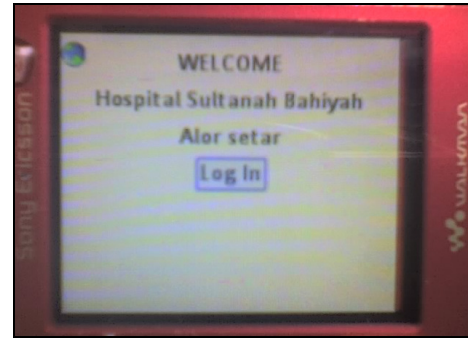 WELCOME
Hospital Sultanah Bahiyah
Alor setar
Log In
Sony Ericsson
WALKMAN